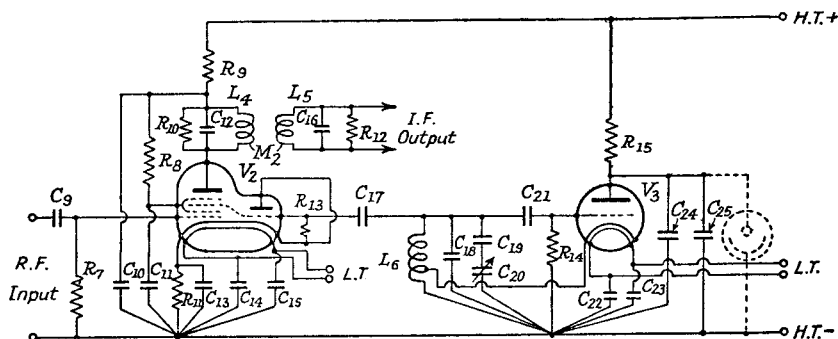 H.T.+
R9
L4
L5
R10
C12
C16
R12
I.F.
Output
R15
R8
M2
V2
V3
C9
R13
C17
C21
C24
C25
R.F.
Input
R7
C10
C11
R11
C13
C14
C15
L.T
L6
C18
C19
C20
R14
C22
C23
L.T.
H.T.-